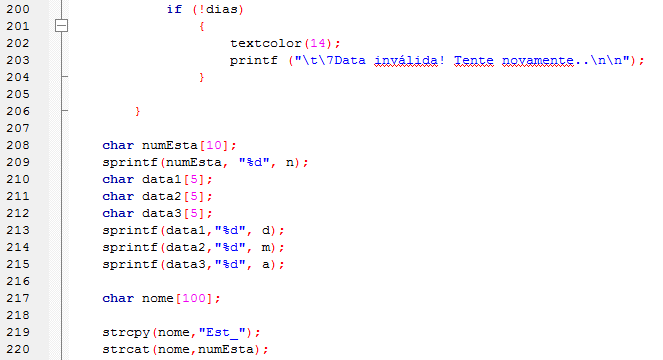 200 if (!dias)
201 {
202 textcolor(14);
203 printf ("\t\7Data inválida! Tente novamente..\n\n");
204 }
205
206 }
207
208 char numEsta[10];
209 sprintf(numEsta, "%d", n);
210 char data1[5];
211 char data2[5];
212 char data3[5];
213 sprintf(data1,"%d", d);
214 sprintf(data2,"%d", m);
215 sprintf(data3,"%d", a);
216
217 char nome[100];
218
219 strcpy(nome,"Est_");
220 strcat(nome,numEsta);